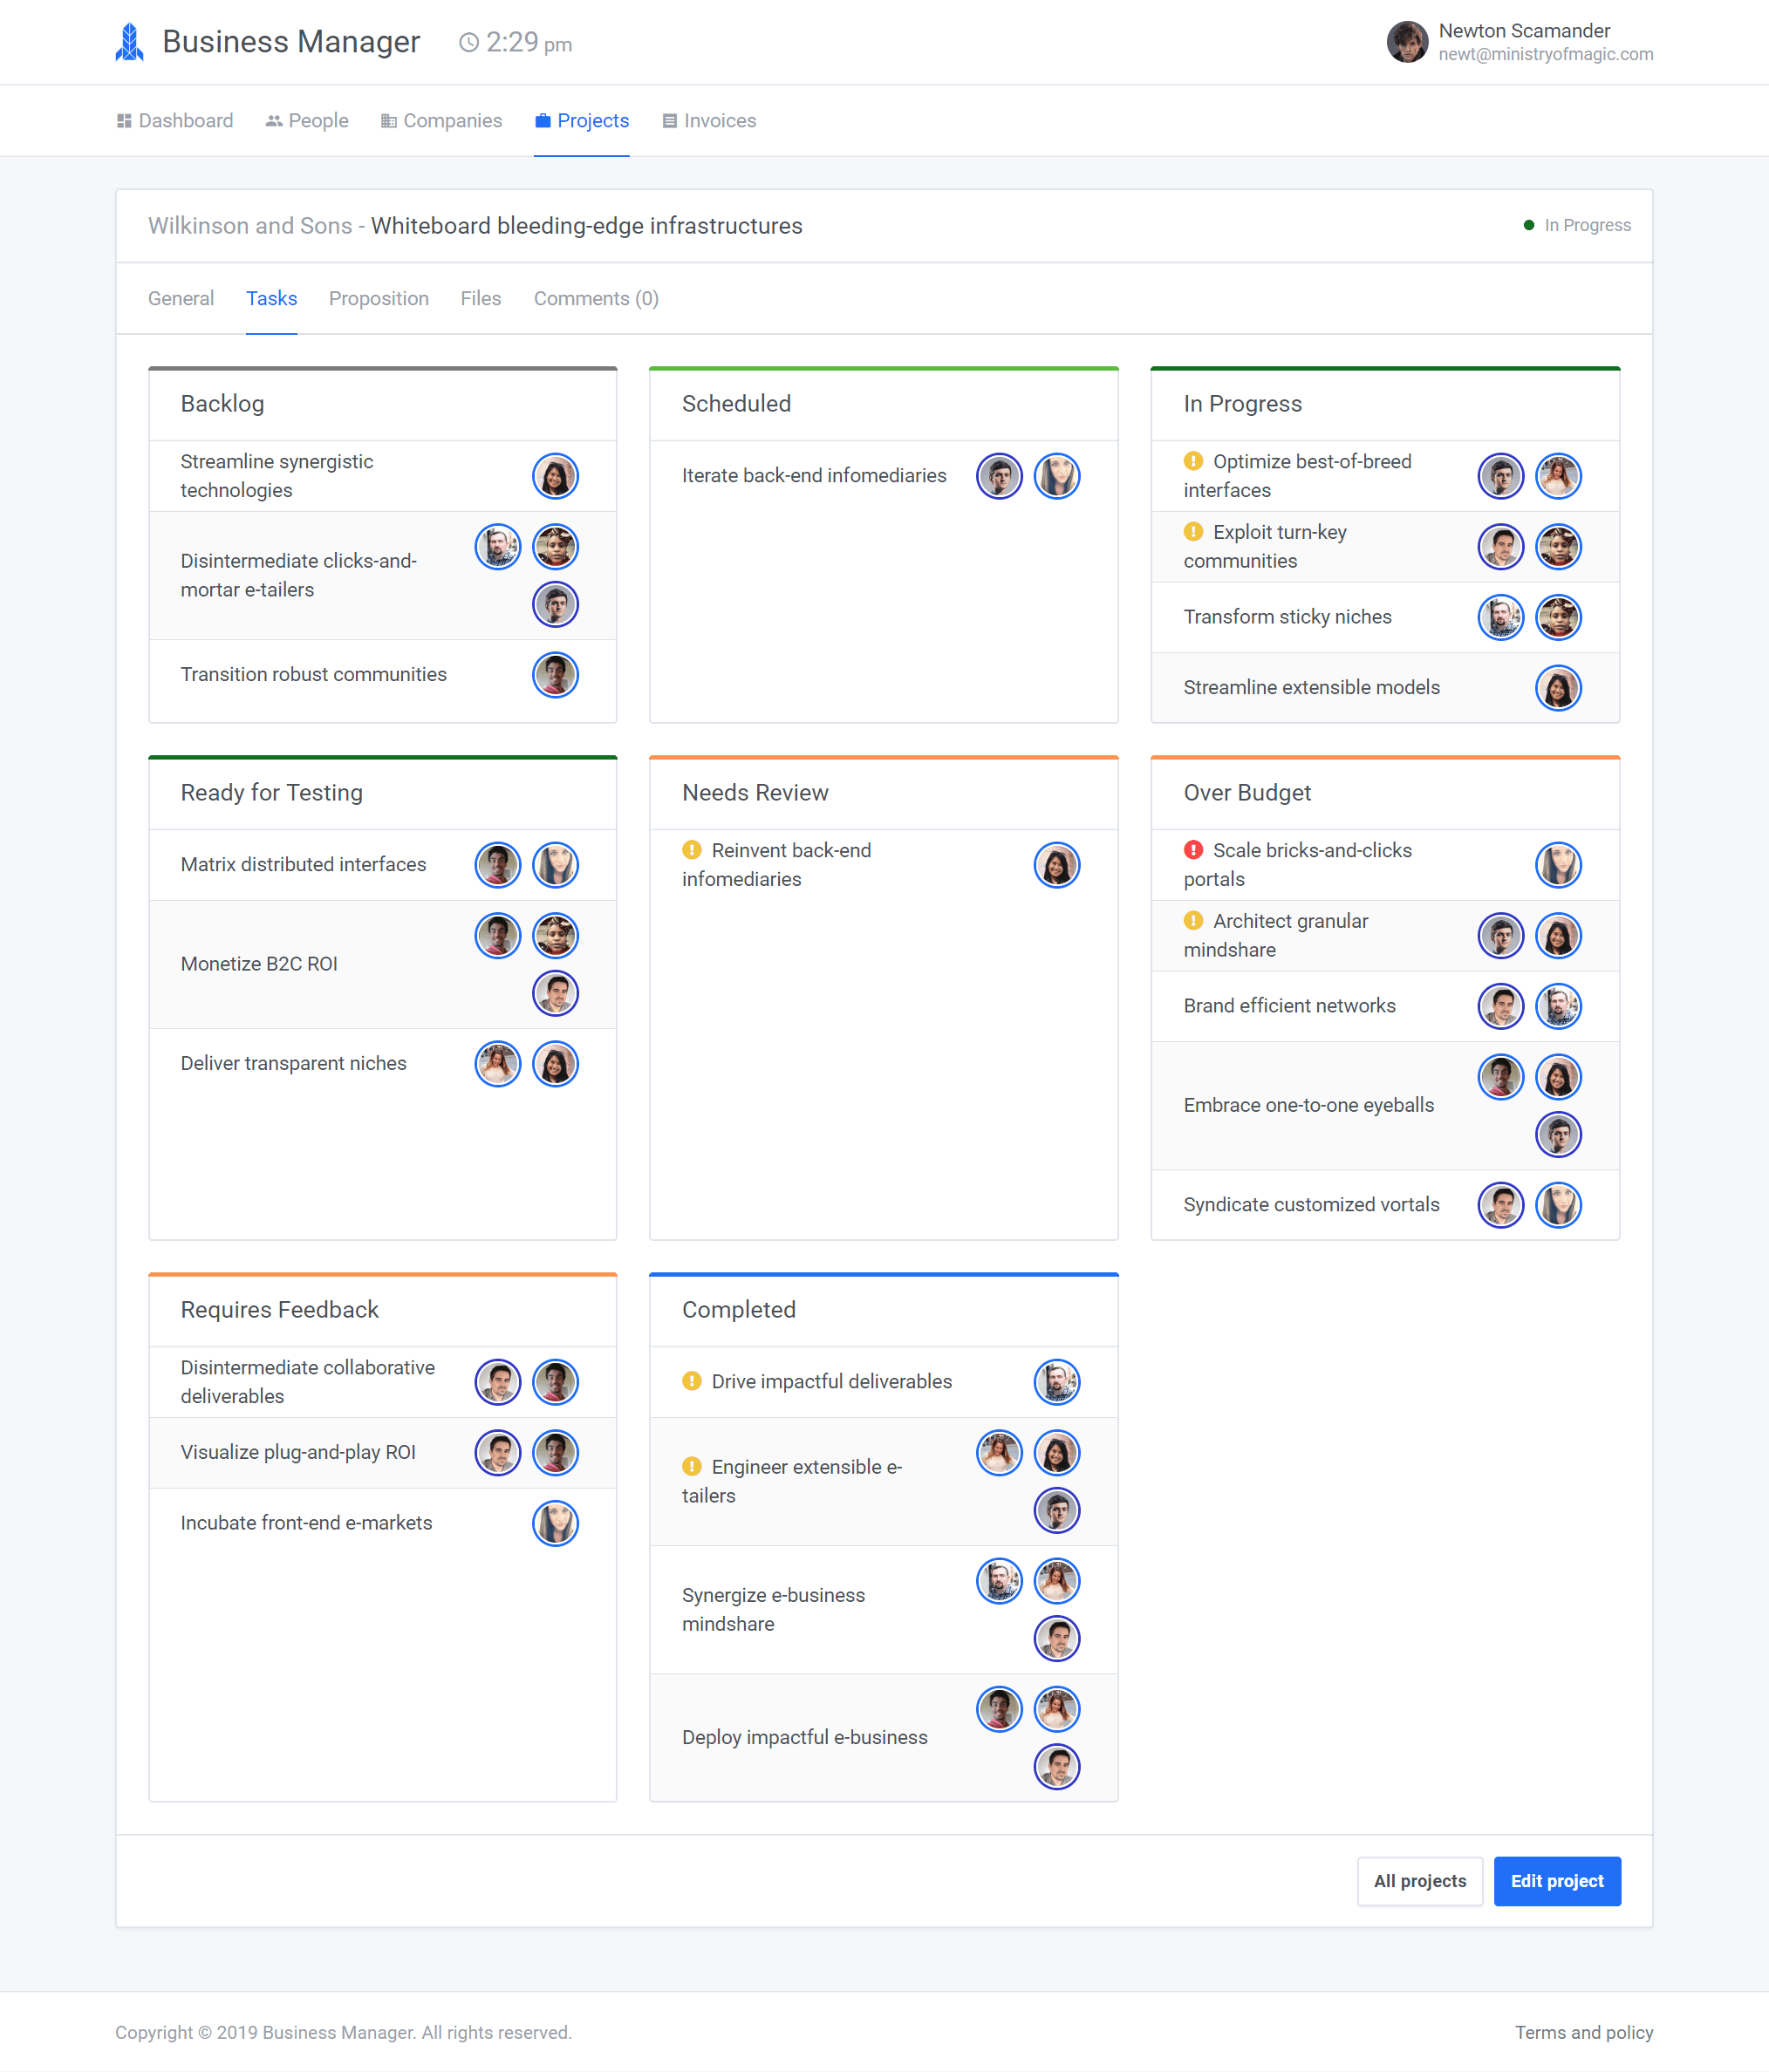 Business Manager
2:29 pm
Newton Scamander
newt@ministryofmagic.com
Dashboard
People
Companies
Projects
Invoices
Wilkinson and Sons - Whiteboard bleeding-edge infrastructures
In Progress
General
Tasks
Proposition
Files
Comments (0)
Backlog
Streamline synergistic
technologies
Disintermediate clicks-and-
mortar e-tailers
Transition robust communities
Scheduled
Iterate back-end infomediaries
In Progress
Optimize best-of-breed
interfaces
Exploit turn-key
communities
Transform sticky niches
Streamline extensible models
Ready for Testing
Matrix distributed interfaces
Monetize B2C ROI
Deliver transparent niches
Needs Review
Reinvent back-end
infomediaries
Over Budget
Scale bricks-and-clicks
portals
Architect granular
mindshare
Brand efficient networks
Embrace one-to-one eyeballs
Syndicate customized vortals
Requires Feedback
Disintermediate collaborative
deliverables
Visualize plug-and-play ROI
Incubate front-end e-markets
Completed
Drive impactful deliverables
Engineer extensible e-
tailers
Synergize e-business
mindshare
Deploy impactful e-business
All projects
Edit project
Copyright © 2019 Business Manager. All rights reserved.
Terms and policy